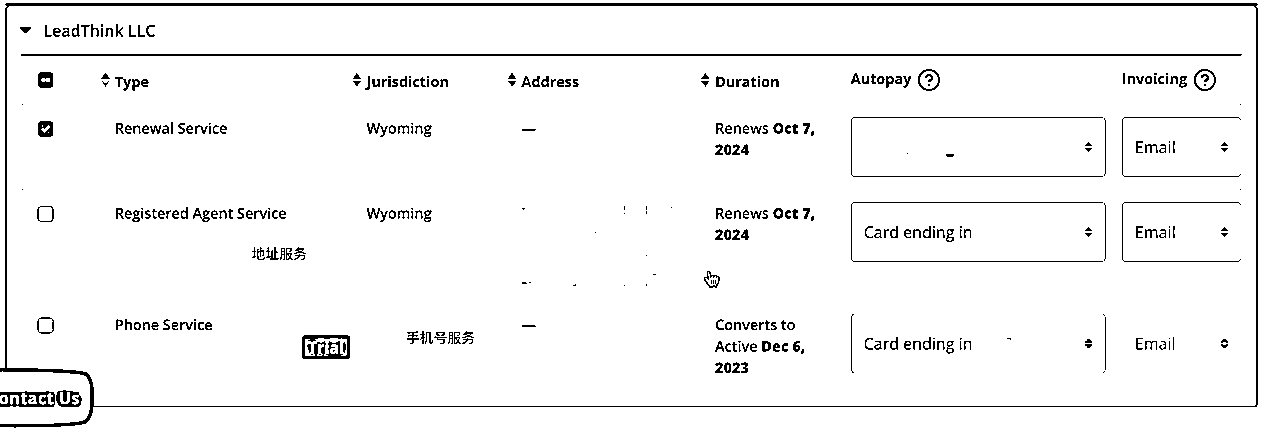 LeadThink LLC
Type Jurisdiction Address Duration Autopay ? Invoicing ?
Renewal Service Wyoming — Renews Oct 7, 2024 Email
Registered Agent Service Wyoming Renews Oct 7, 2024 Card ending in Email
地址服务
Phone Service Trial 手机号服务 — Converts to Active Dec 6, 2023 Card ending in Email
ontact Us